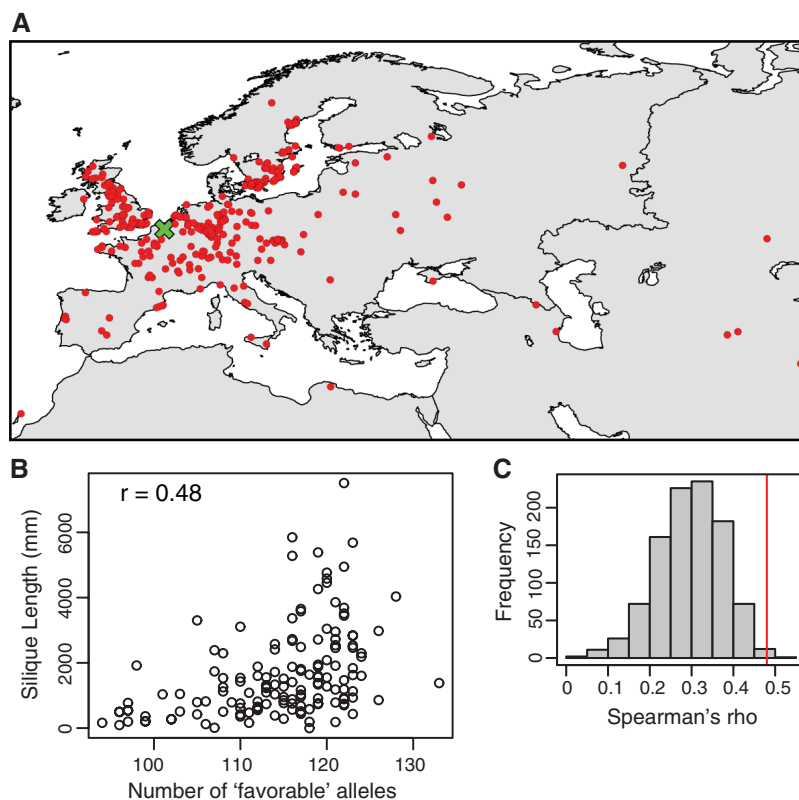 A
B
r = 0.48
Silique Length (mm)
0 2000 4000 6000
100 110 120 130
Number of ‘favorable’ alleles
C
Frequency
0 50 100 150 200
0 0.1 0.2 0.3 0.4 0.5
Spearman’s rho